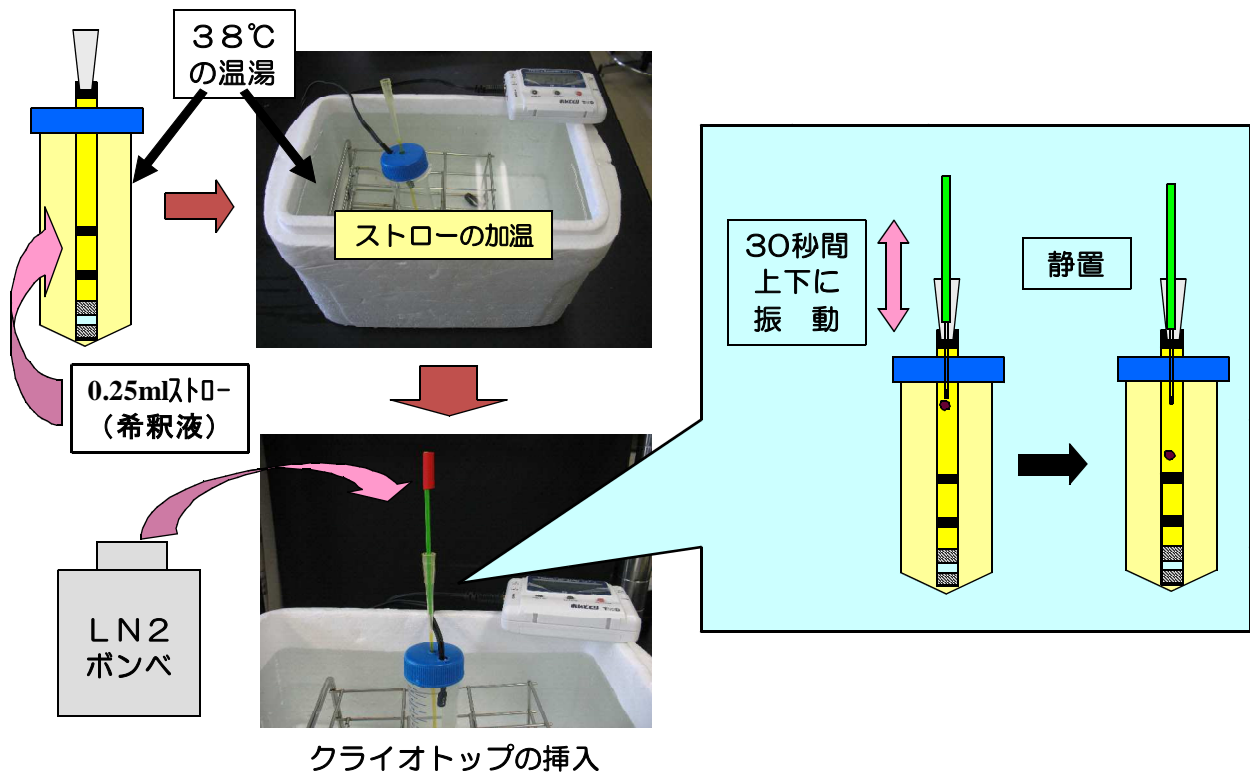 ３８℃
の温湯
ストローの加温
0.25mlｽﾄﾛｰ
（希釈液）
30秒間
上下に
振　動
静置
ＬＮ２
ボンベ
クライオトップの挿入